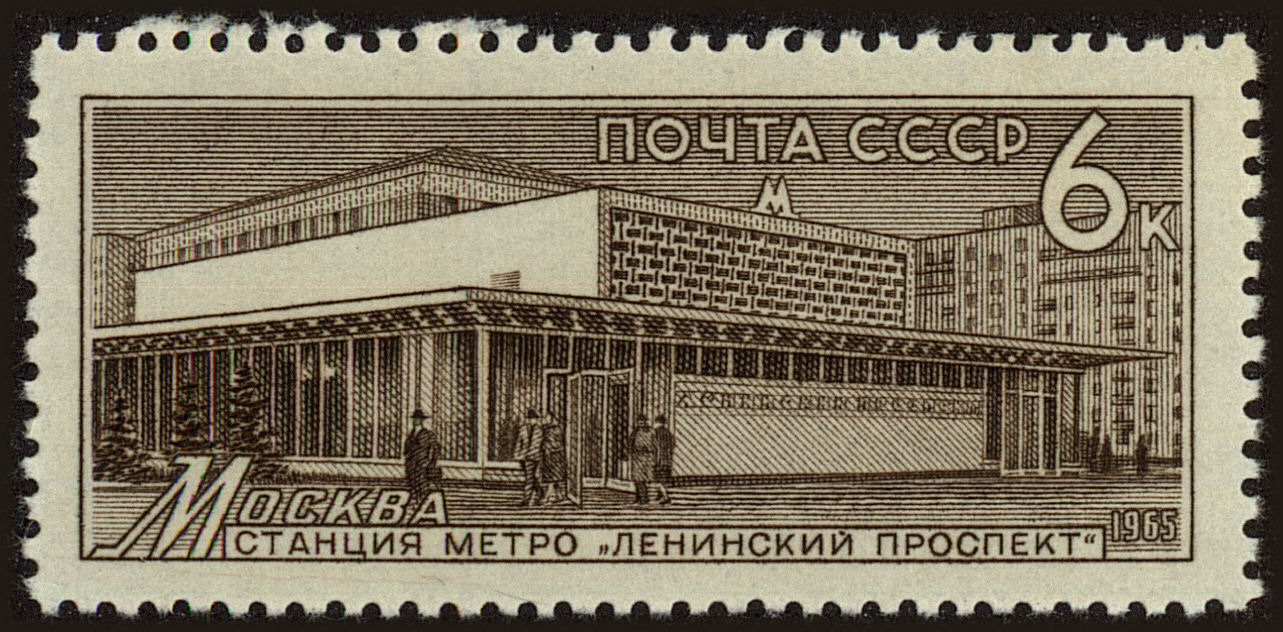 ПОЧТА СССР 6 К
М
МОСКВА
СТАНЦИЯ МЕТРО „ЛЕНИНСКИЙ ПРОСПЕКТ“
1965